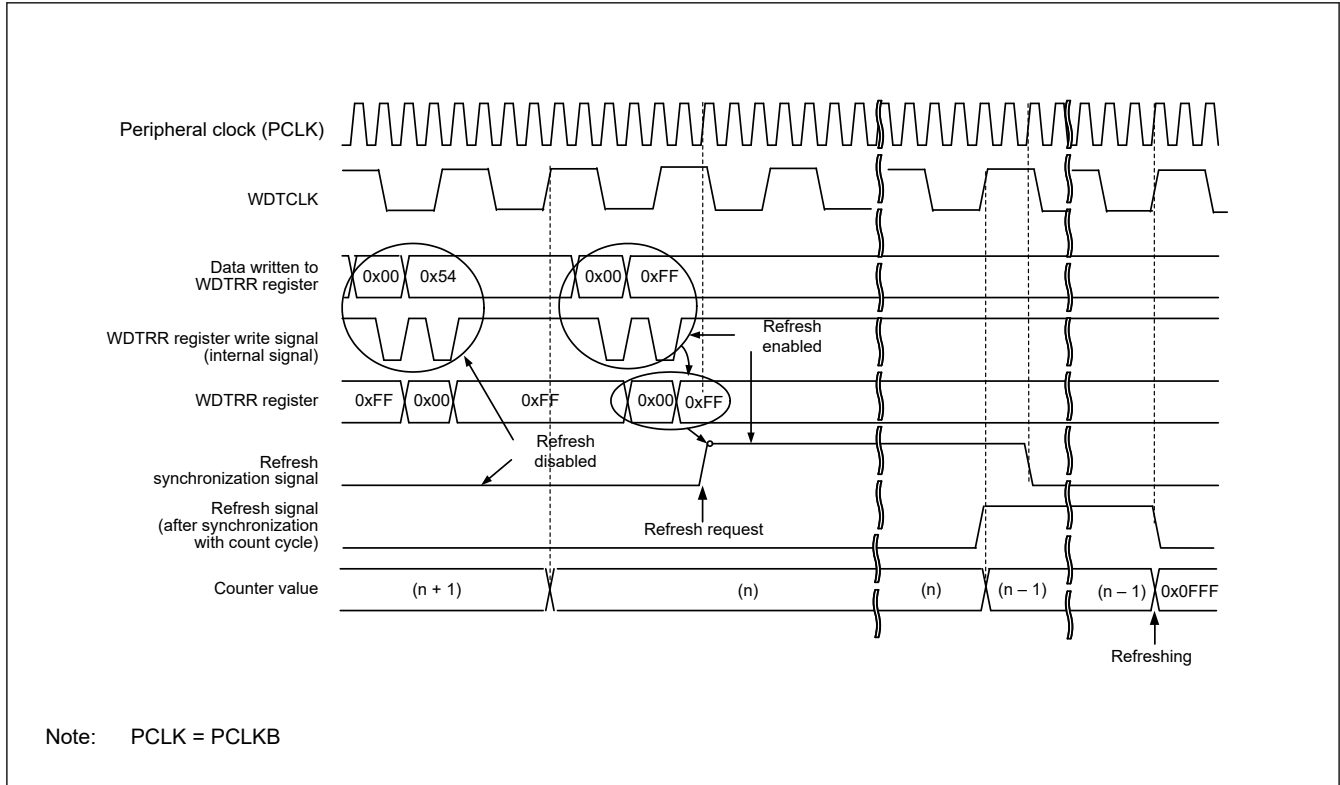 Peripheral clock (PCLK)
WDTCLK
Data written to
WDTRR register
0x00 0x54 0x00 0xFF
WDTRR register write signal
(internal signal)
Refresh
enabled
WDTRR register
0xFF 0x00 0xFF 0x00 0xFF
Refresh
disabled
Refresh
synchronization signal
Refresh signal
(after synchronization
with count cycle)
Refresh request
Counter value
(n + 1) (n) (n) (n – 1) (n – 1) 0x0FFF
Refreshing
Note: PCLK = PCLKB